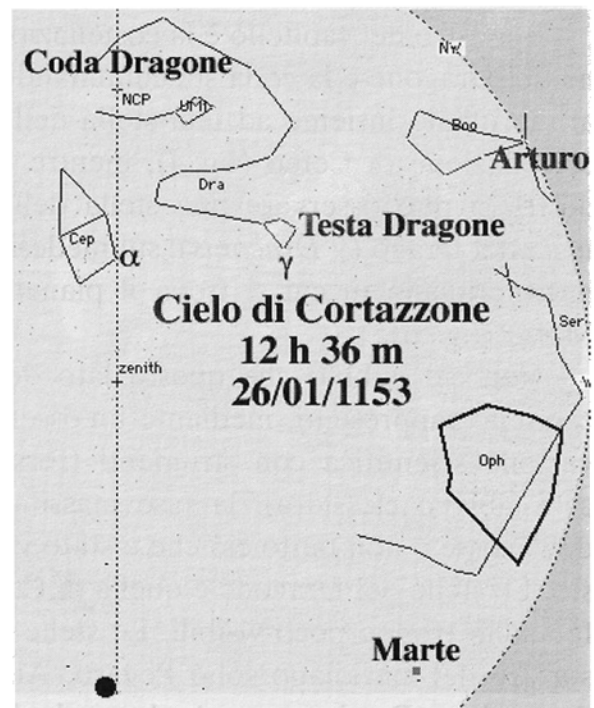 NW
Coda Dragone
NCP
UMi
Boo
Arturo
Dra
Testa Dragone
Cep
α
γ
Cielo di Cortazzone
Ser
12 h 36 m
zenith
26/01/1153
Oph
Marte